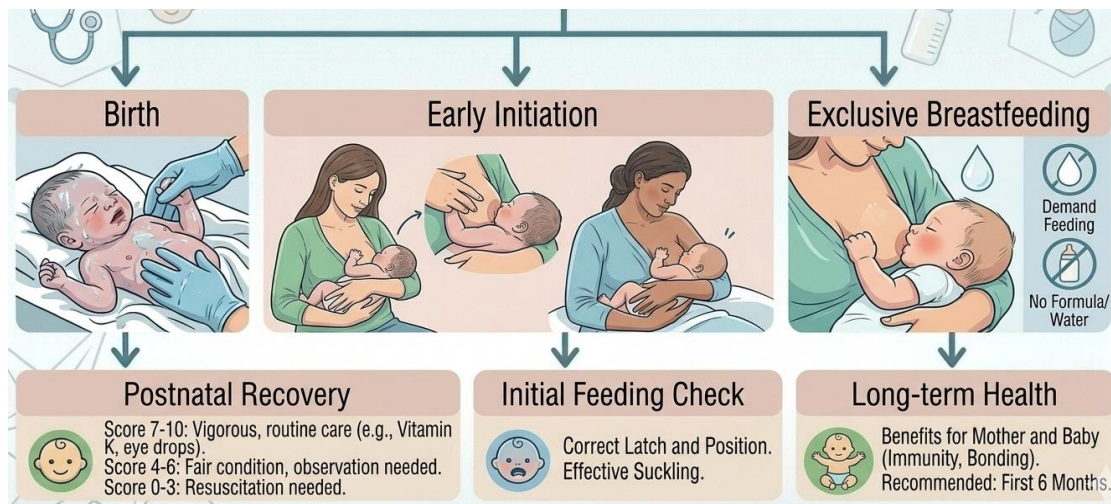 Birth
Early Initiation
Exclusive Breastfeeding
Demand
Feeding
No Formula/
Water
Postnatal Recovery
Score 7-10: Vigorous, routine care (e.g., Vitamin
K, eye drops).
Score 4-6: Fair condition, observation needed.
Score 0-3: Resuscitation needed.
Initial Feeding Check
Correct Latch and Position.
Effective Suckling.
Long-term Health
Benefits for Mother and Baby
(Immunity, Bonding).
Recommended: First 6 Months.